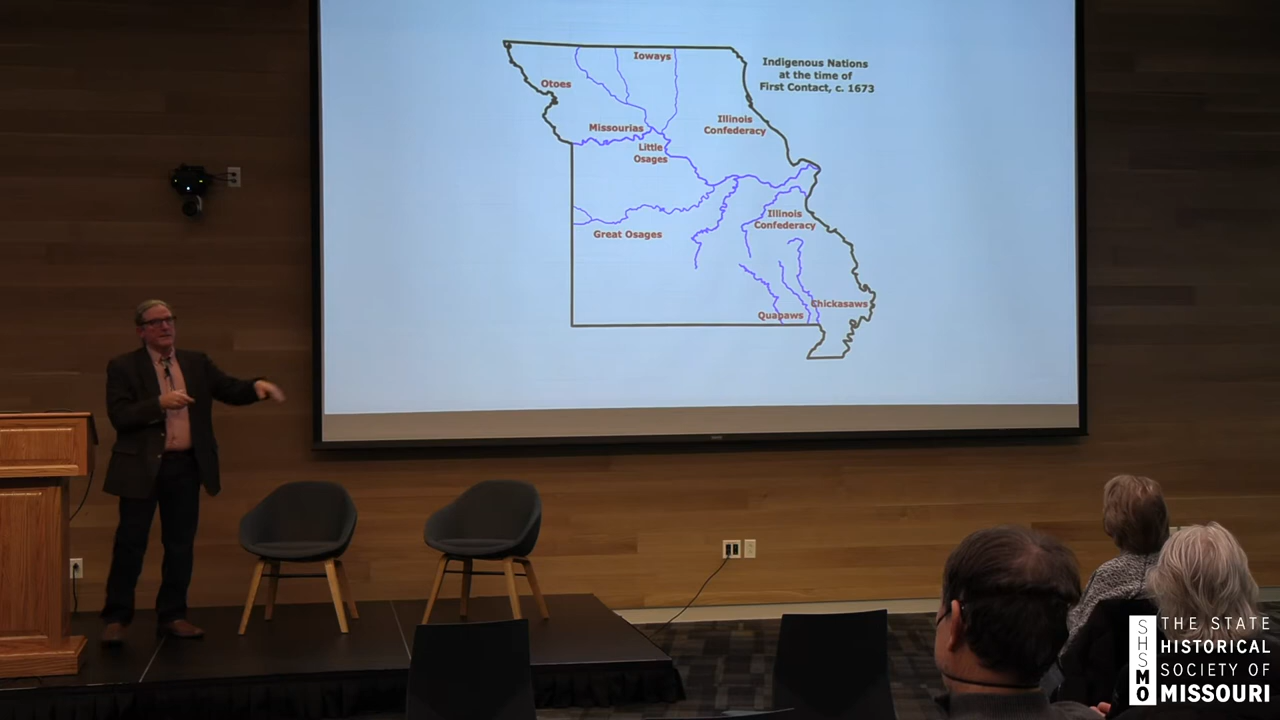 Indigenous Nations
at the time of
First Contact, c. 1673
Ioways
Otoes
Illinois
Confederacy
Missourias
Little
Osages
Illinois
Confederacy
Great Osages
Chickasaws
Quapaws
SHSMO
THE STATE
HISTORICAL
SOCIETY OF
MISSOURI